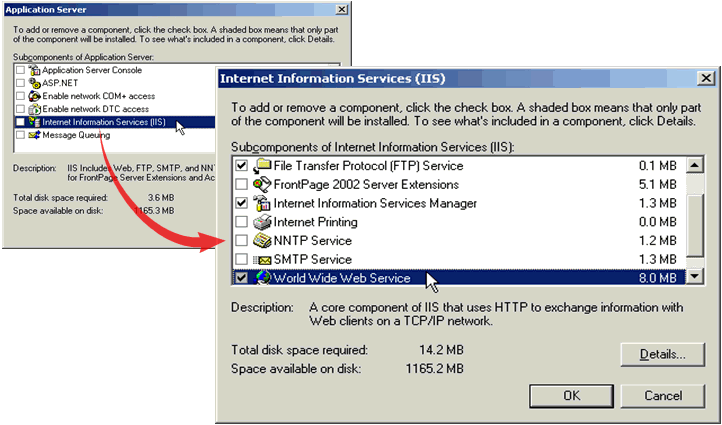 Application Server
To add or remove a component, click the check box. A shaded box means that only part
of the component will be installed. To see what's included in a component, click Details.
Subcomponents of Application Server:
Application Server Console
ASP.NET
Enable network COM+ access
Enable network DTC access
Internet Information Services (IIS)
Message Queuing
Description: IIS Includes Web, FTP, SMTP, and NNT
for FrontPage Server Extensions and Ac
Total disk space required: 3.6 MB
Space available on disk: 1165.3 MB
Internet Information Services (IIS)
To add or remove a component, click the check box. A shaded box means that only part
of the component will be installed. To see what's included in a component, click Details.
Subcomponents of Internet Information Services (IIS):
File Transfer Protocol (FTP) Service 0.1 MB
FrontPage 2002 Server Extensions 5.1 MB
Internet Information Services Manager 1.3 MB
Internet Printing 0.0 MB
NNTP Service 1.2 MB
SMTP Service 1.3 MB
World Wide Web Service 8.0 MB
Description: A core component of IIS that uses HTTP to exchange information with
Web clients on a TCP/IP network.
Total disk space required: 14.2 MB
Space available on disk: 1165.2 MB
Details...
OK Cancel